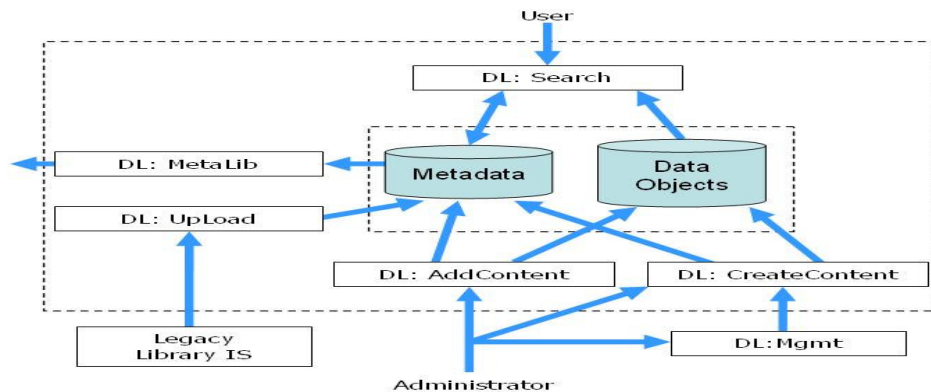 User
DL: Search
DL: MetaLib
Metadata
Data
Objects
DL: UpLoad
DL: AddContent
DL: CreateContent
Legacy
Library IS
DL:Mgmt
Administrator